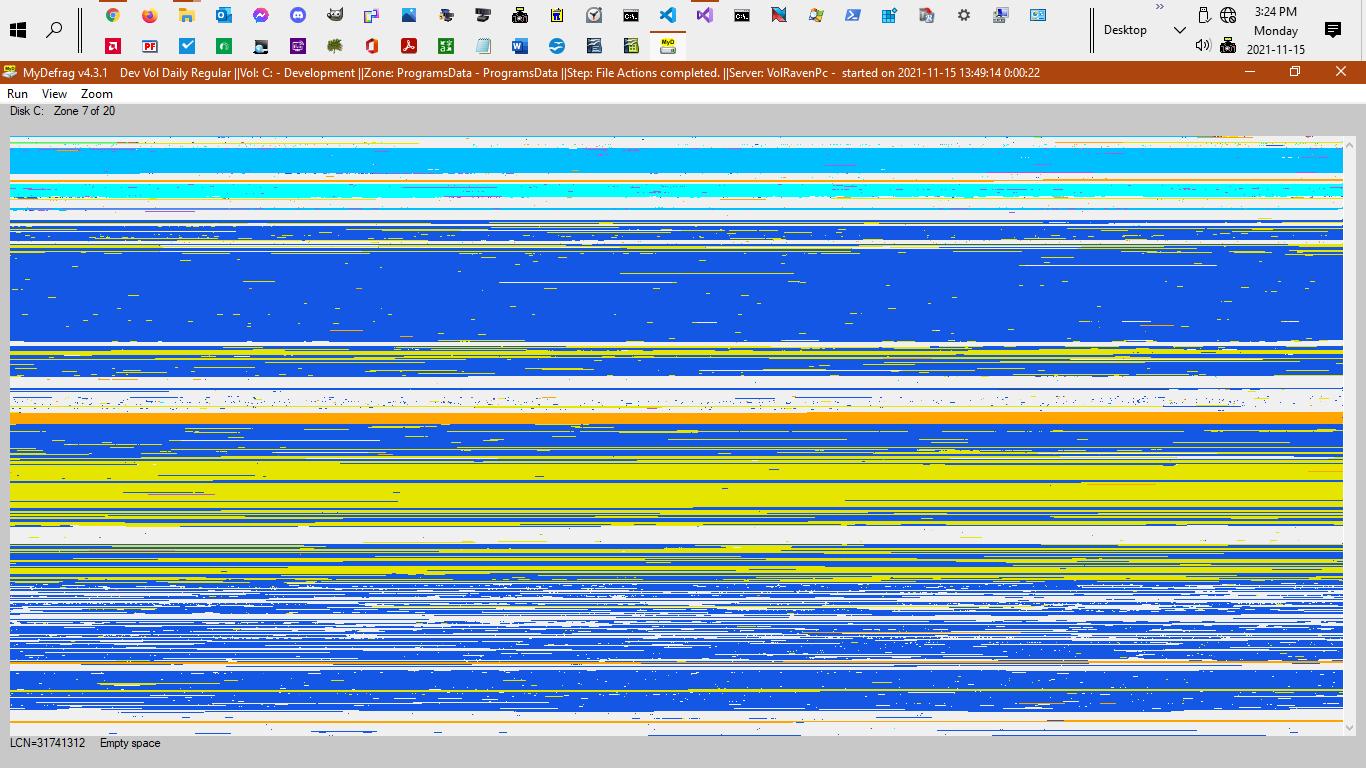 3:24 PM
Desktop
Monday
2021-11-15
MyDefrag v4.3.1 Dev Vol Daily Regular ||Vol: C: - Development ||Zone: ProgramsData - ProgramsData ||Step: File Actions completed. ||Server: VolRavenPc - started on 2021-11-15 13:49:14 0:00:22
Run View Zoom
Disk C: Zone 7 of 20
LCN=31741312 Empty space